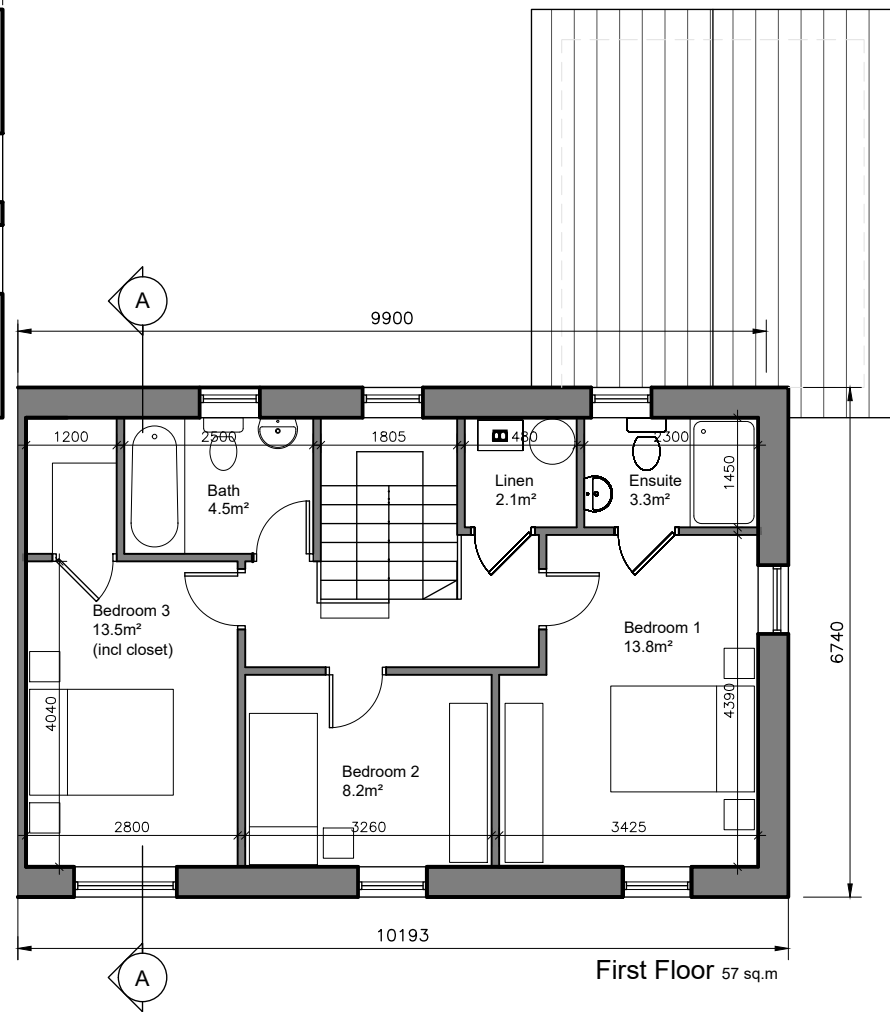 A
9900
1200
2500
1805
480
2300
1450
Bath
4.5m²
Linen
2.1m²
Ensuite
3.3m²
Bedroom 3
13.5m²
(incl closet)
Bedroom 1
13.8m²
6740
4040
4390
Bedroom 2
8.2m²
2800
3260
3425
10193
A
First Floor 57 sq.m